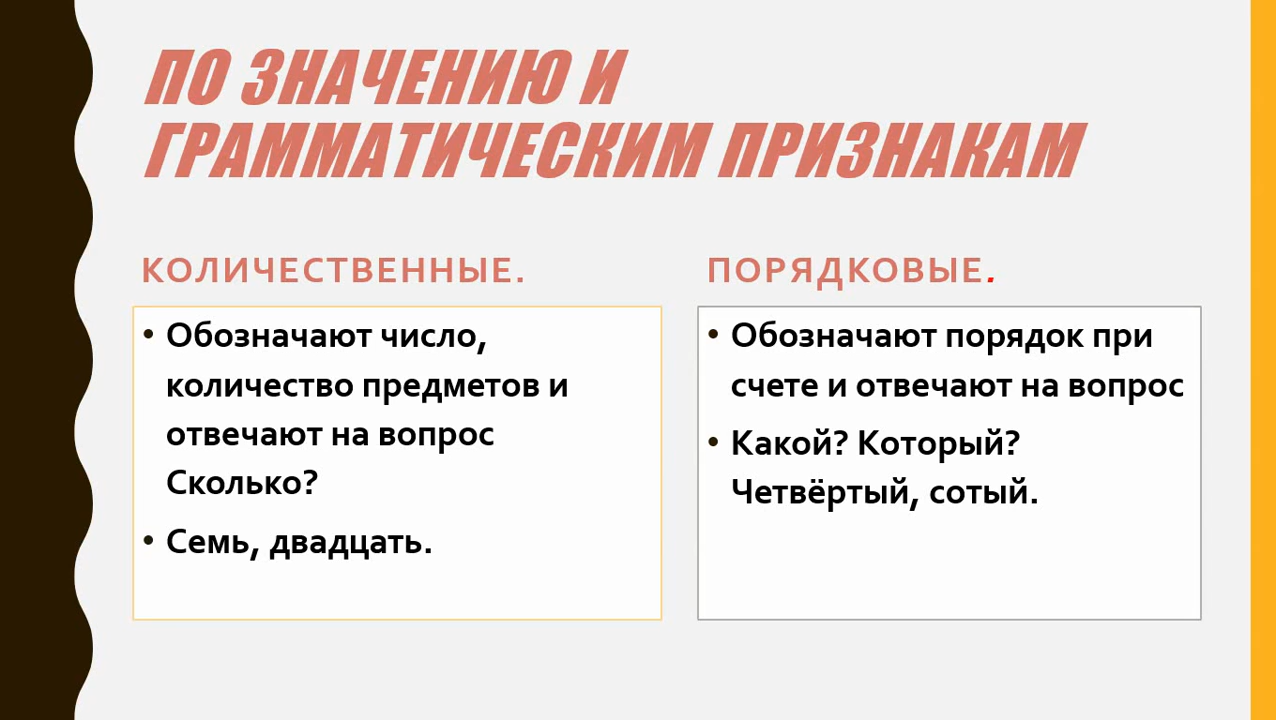 ПО ЗНАЧЕНИЮ И
ГРАММАТИЧЕСКИМ ПРИЗНАКАМ
КОЛИЧЕСТВЕННЫЕ.
• Обозначают число,
количество предметов и
отвечают на вопрос
Сколько?
• Семь, двадцать.
ПОРЯДКОВЫЕ.
• Обозначают порядок при
счете и отвечают на вопрос
• Какой? Который?
Четвёртый, сотый.